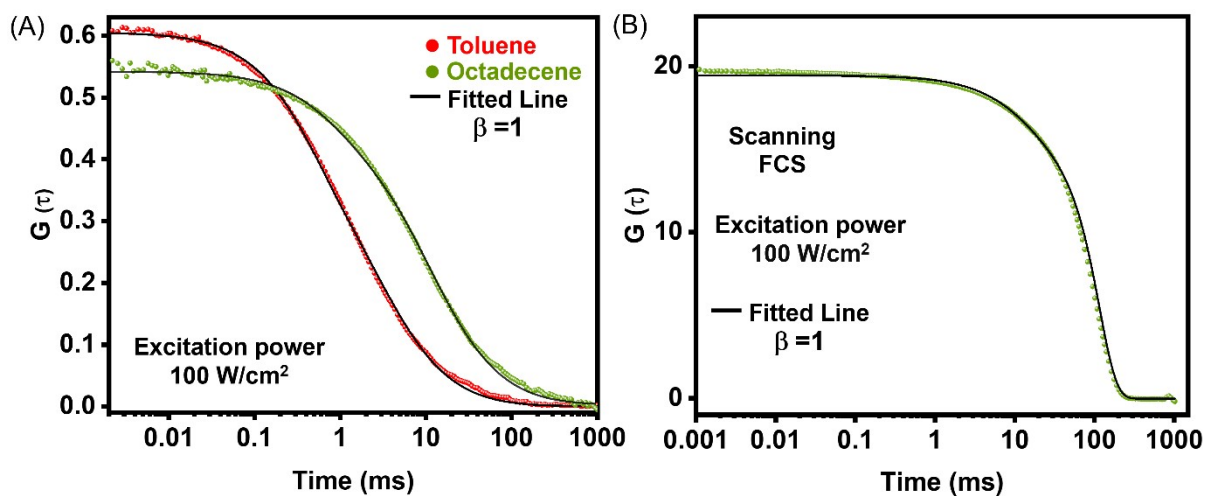 (A)
0.6
0.5
0.4
0.3
0.2
0.1
0.0
G (τ)
Toluene
Octadecene
Fitted Line
β =1
Excitation power
100 W/cm²
0.01 0.1 1 10 100 1000
Time (ms)
(B)
20
10
0
G (τ)
Scanning
FCS
Excitation power
100 W/cm²
Fitted Line
β =1
0.001 0.01 0.1 1 10 100 1000
Time (ms)